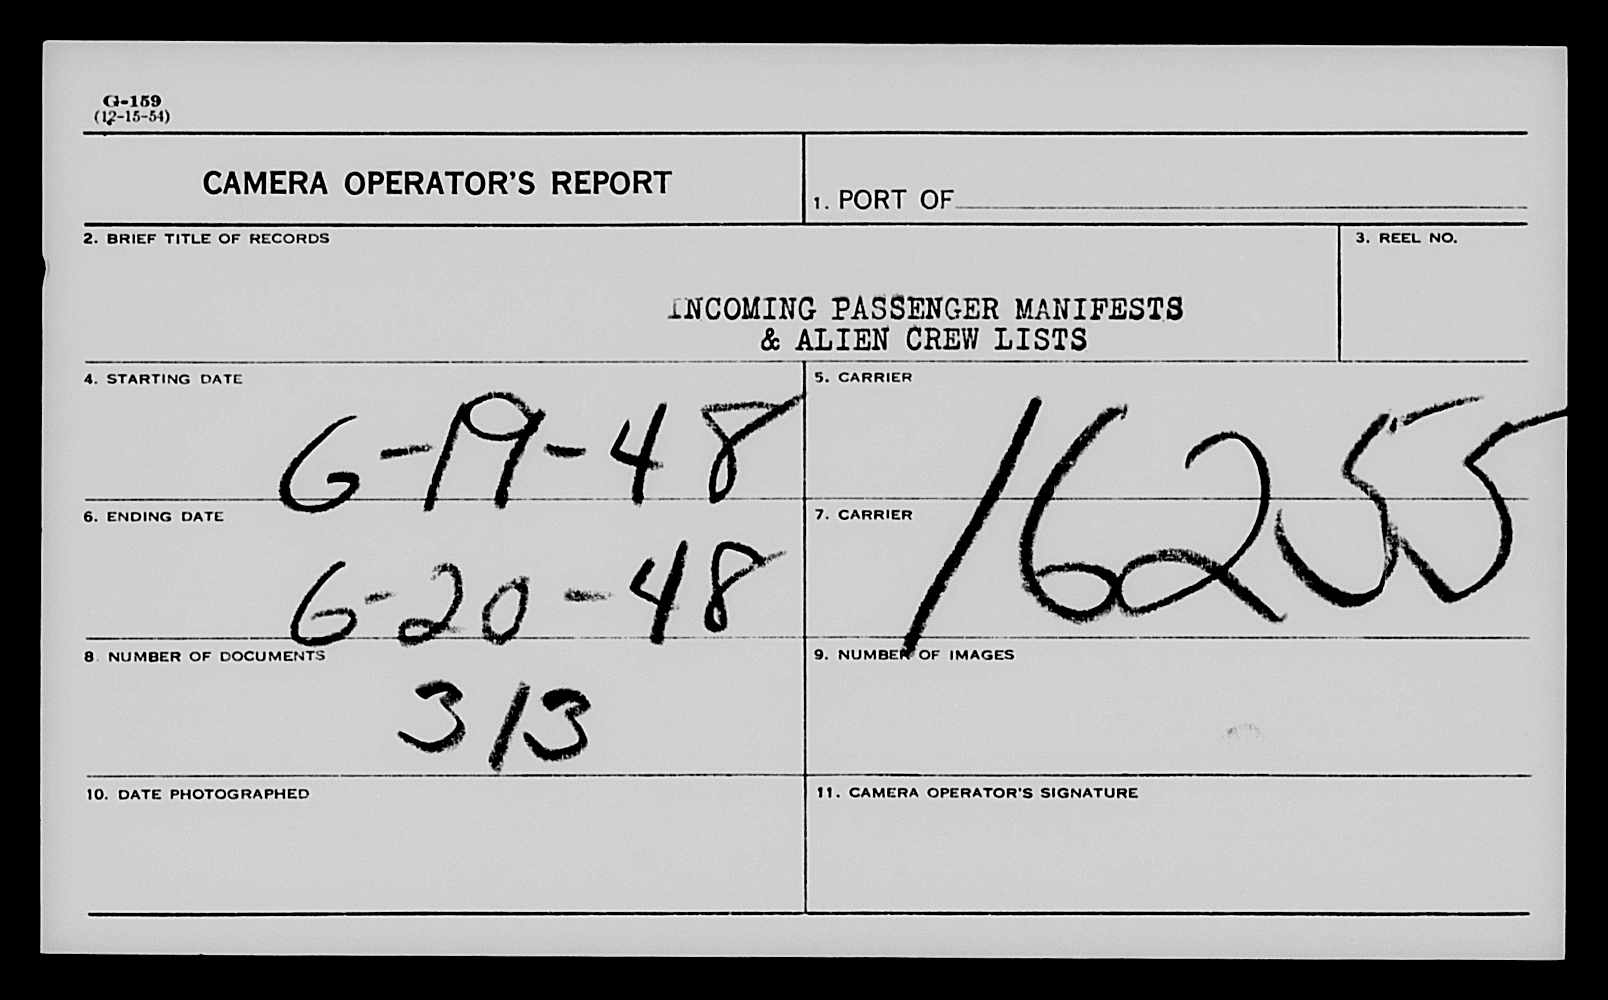 G-159
(12-15-54)
CAMERA OPERATOR'S REPORT
1. PORT OF
2. BRIEF TITLE OF RECORDS
3. REEL NO.
INCOMING PASSENGER MANIFESTS
& ALIEN CREW LISTS
4. STARTING DATE
6-19-48
5. CARRIER
16255
6. ENDING DATE
6-20-48
7. CARRIER
8. NUMBER OF DOCUMENTS
313
9. NUMBER OF IMAGES
10. DATE PHOTOGRAPHED
11. CAMERA OPERATOR'S SIGNATURE